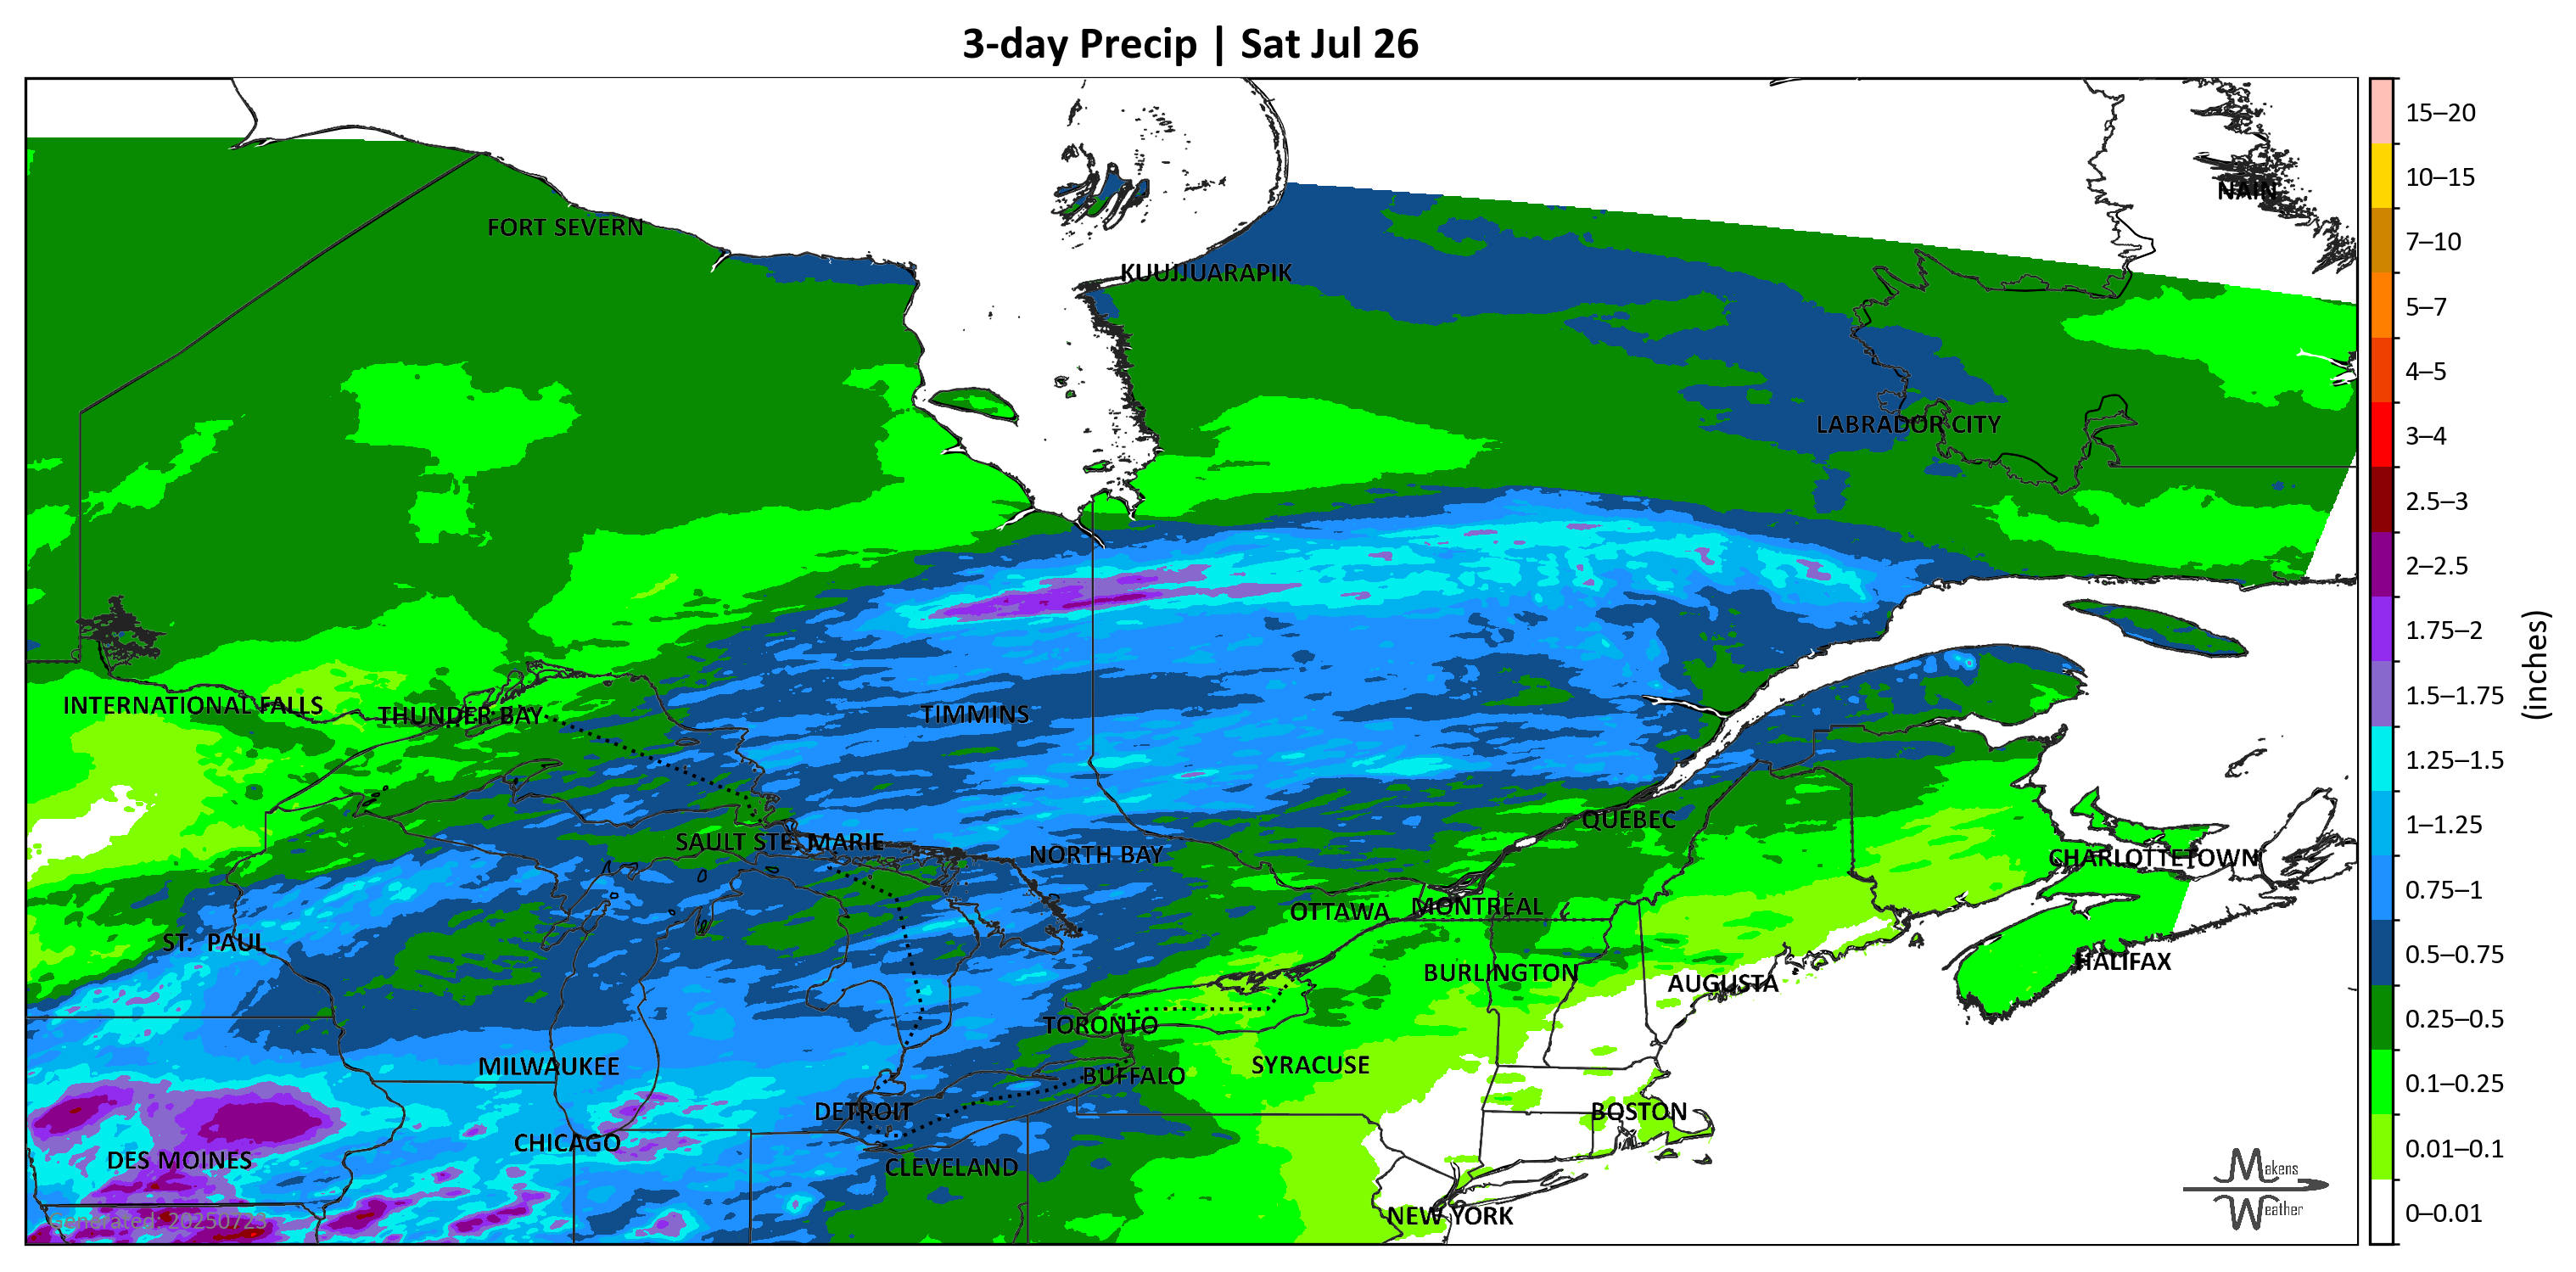 3-day Precip | Sat Jul 26
NAIN
FORT SEVERN
KUUJJUARAPIK
LABRADOR CITY
INTERNATIONAL FALLS
THUNDER BAY
TIMMINS
QUEBEC
SAULT STE. MARIE
NORTH BAY
CHARLOTTETOWN
OTTAWA
MONTRÉAL
ST. PAUL
HALIFAX
BURLINGTON
AUGUSTA
TORONTO
MILWAUKEE
SYRACUSE
BUFFALO
DETROIT
BOSTON
CHICAGO
DES MOINES
CLEVELAND
NEW YORK
Generated: 20250723
Makens
Weather
15–20
10–15
7–10
5–7
4–5
3–4
2.5–3
2–2.5
1.75–2
1.5–1.75
1.25–1.5
1–1.25
0.75–1
0.5–0.75
0.25–0.5
0.1–0.25
0.01–0.1
0–0.01
(inches)